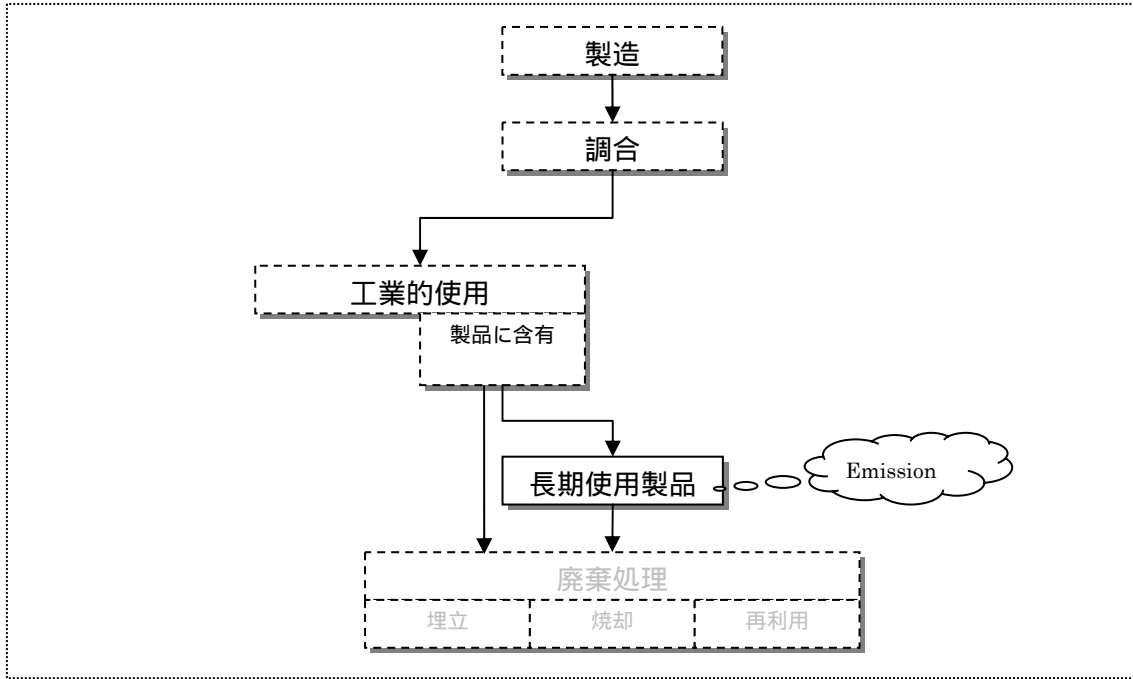 製造
調合
工業的使用
製品に含有
長期使用製品
Emission
廃棄処理
埋立
焼却
再利用